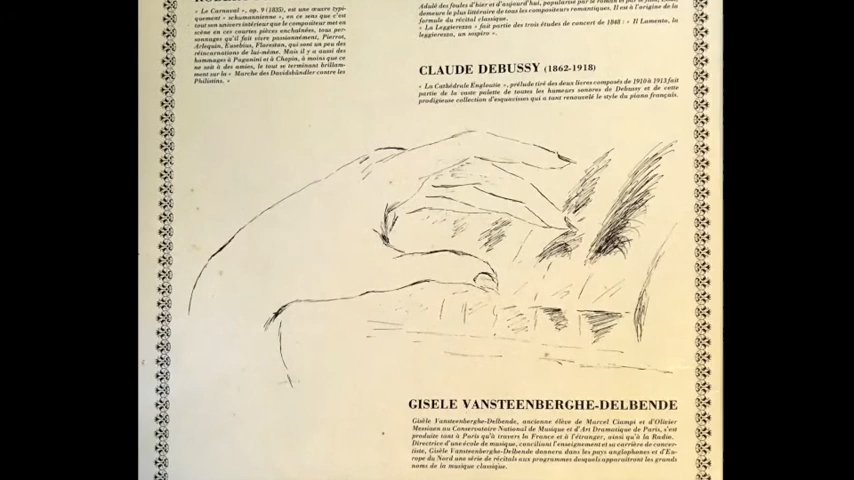 « Le Carnaval », op. 9 (1835), est une œuvre typi-
quement « schumannienne », en ce sens que c'est
tout son univers intérieur que le compositeur met en
scène en ces courtes pièces enchaînées, tous per-
sonnages qu'il fait vivre passionnément, Pierrot,
Arlequin, Eusebius, Florestan, qui sont un peu des
réincarnations de lui-même. Mais il y a aussi des
hommages à Paganini et à Chopin, à moins que ce
ne soit à des amies, le tout se terminant brillam-
ment sur la « Marche des Davidsbündler contre les
Philistins. »
Adulé des foules d'hier et d'aujourd'hui, popularisé par le roman et par le film,
demeure le plus littéraire de tous les compositeurs romantiques. Il est à l'origine de la
formule du récital classique.
« La Leggierezza » fait partie des trois études de concert de 1848 : « Il Lamento, la
leggierezza, un sospiro ».
CLAUDE DEBUSSY (1862-1918)
« La Cathédrale Engloutie », prélude tiré des deux livres composés de 1910 à 1913 fait
partie de la vaste palette de toutes les humeurs sonores de Debussy et de cette
prodigieuse collection d'esquisses qui a tant renouvelé le style du piano français.
GISELE VANSTEENBERGHE-DELBENDE
Gisèle Vansteenberghe-Delbende, ancienne élève de Marcel Ciampi et d'Olivier
Messiaen au Conservatoire National de Musique et d'Art Dramatique de Paris, s'est
produite tant à Paris qu'à travers la France et à l'étranger, ainsi qu'à la Radio.
Directrice d'une école de musique, conciliant l'enseignement et sa carrière de concer-
tiste, Gisèle Vansteenberghe-Delbende donnera dans les pays anglophones et d'Eu-
rope du Nord une série de récitals aux programmes desquels apparaîtront les grands
noms de la musique classique.